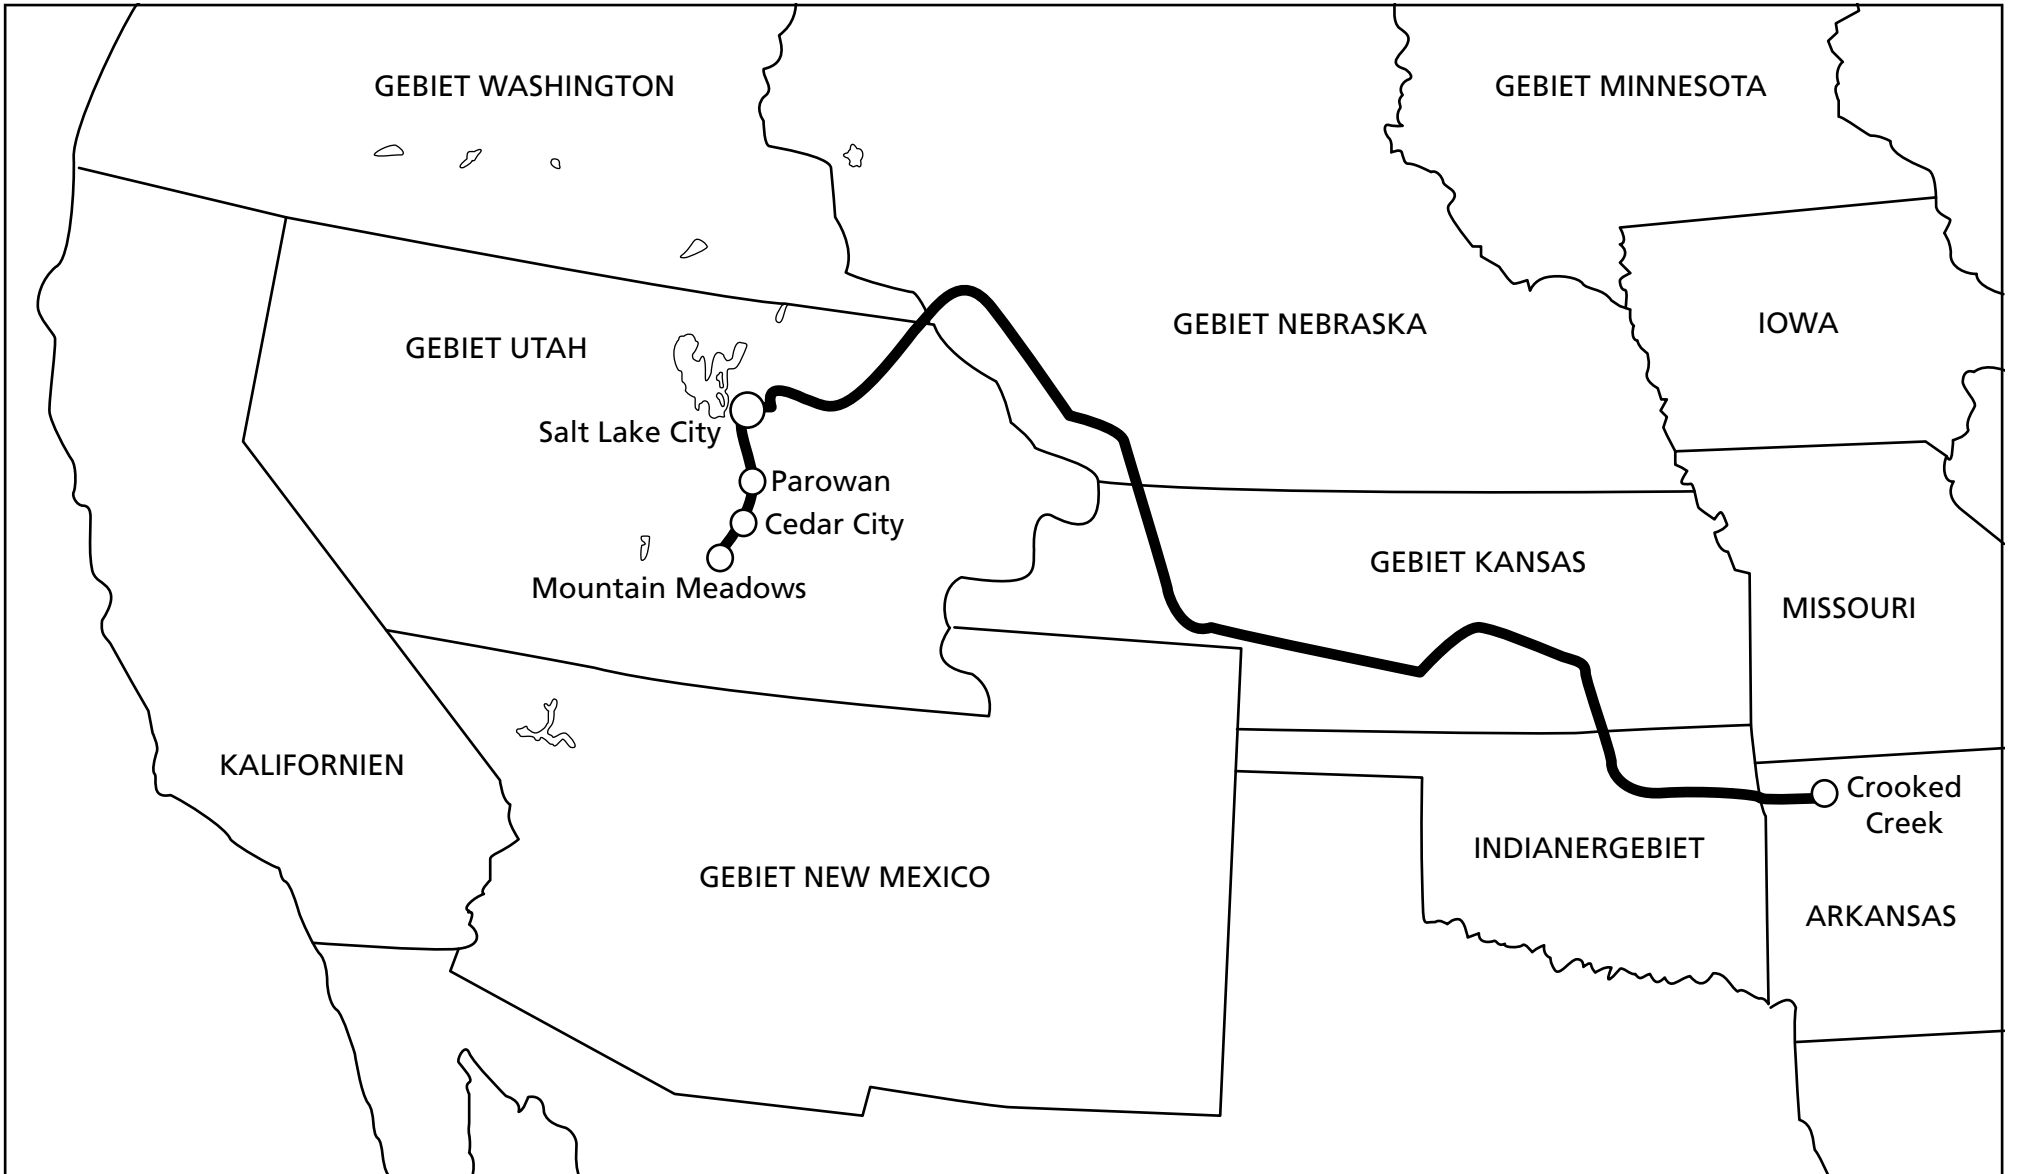 GEBIET WASHINGTON
GEBIET MINNESOTA
GEBIET NEBRASKA
IOWA
GEBIET UTAH
Salt Lake City
Parowan
Cedar City
Mountain Meadows
GEBIET KANSAS
MISSOURI
KALIFORNIEN
Crooked
Creek
INDIANERGEBIET
GEBIET NEW MEXICO
ARKANSAS